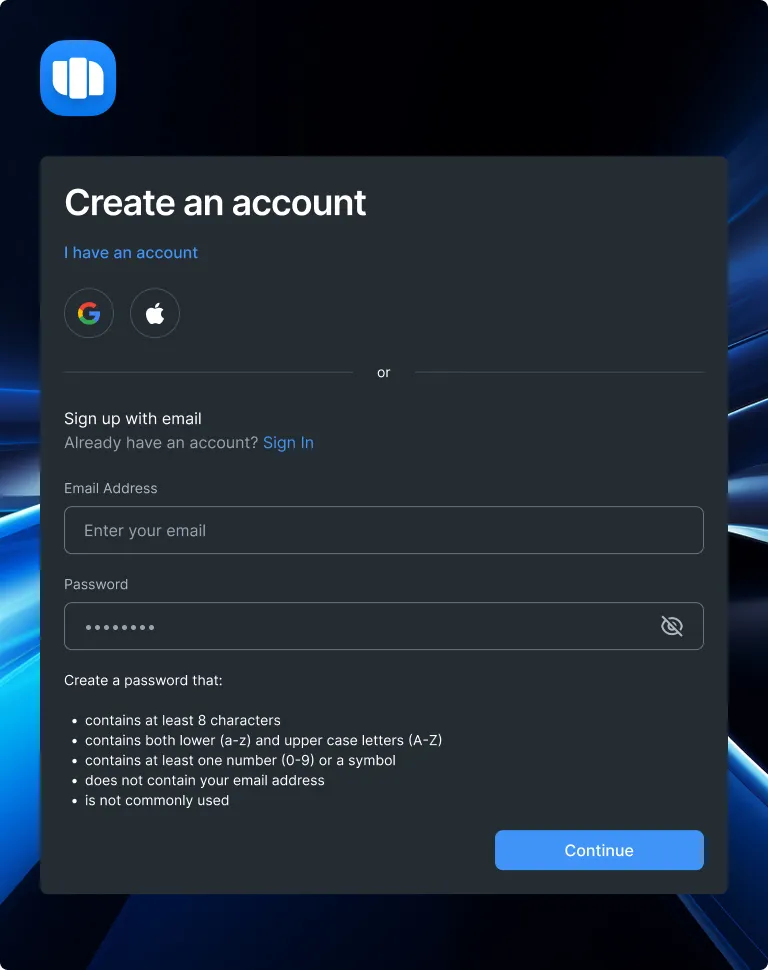 Create an account
I have an account
or
Sign up with email
Already have an account? Sign In
Email Address
Enter your email
Password
••••••••
Create a password that:
• contains at least 8 characters
• contains both lower (a-z) and upper case letters (A-Z)
• contains at least one number (0-9) or a symbol
• does not contain your email address
• is not commonly used
Continue